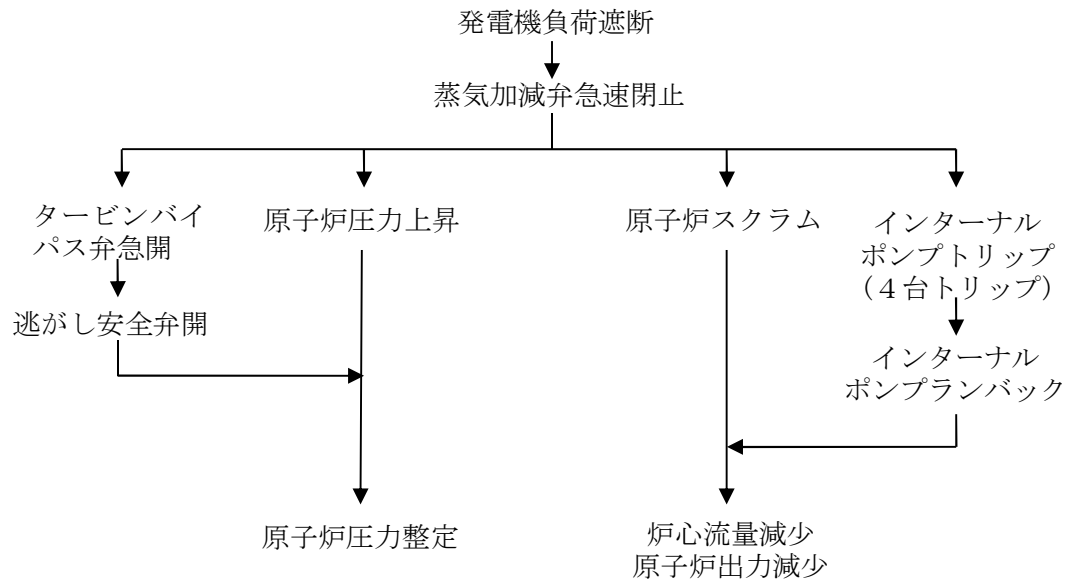 発電機負荷遮断
蒸気加減弁急速閉止
タービンバイ
パス弁急開
逃がし安全弁開
原子炉圧力上昇
原子炉圧力整定
原子炉スクラム
インターナル
ポンプトリップ
（４台トリップ）
インターナル
ポンプランバック
炉心流量減少
原子炉出力減少